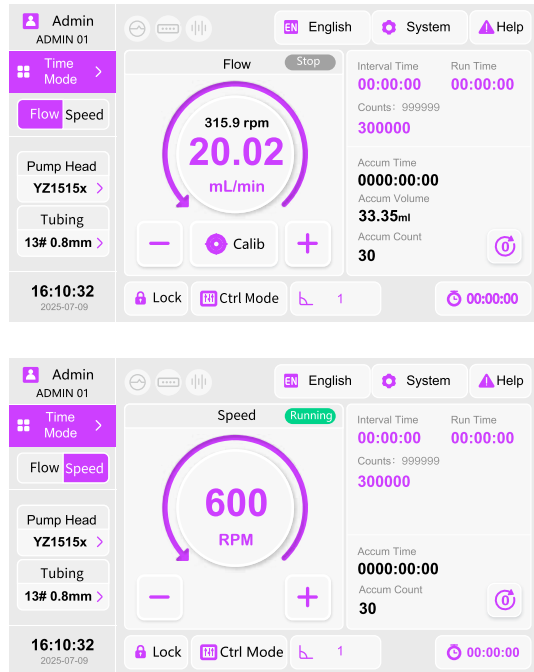 Admin
ADMIN 01
EN English
System
Help
Time
Mode
Flow Speed
Pump Head
YZ1515x
Tubing
13# 0.8mm
16:10:32
2025-07-09
Flow
Stop
315.9 rpm
20.02
mL/min
Calib
Interval Time Run Time
00:00:00 00:00:00
Counts: 999999
300000
Accum Time
0000:00:00
Accum Volume
33.35ml
Accum Count
30
0
Lock
Ctrl Mode
1
00:00:00
Admin
ADMIN 01
EN English
System
Help
Time
Mode
Flow Speed
Pump Head
YZ1515x
Tubing
13# 0.8mm
16:10:32
2025-07-09
Speed
Running
600
RPM
Interval Time Run Time
00:00:00 00:00:00
Counts: 999999
300000
Accum Time
0000:00:00
Accum Count
30
0
Lock
Ctrl Mode
1
00:00:00